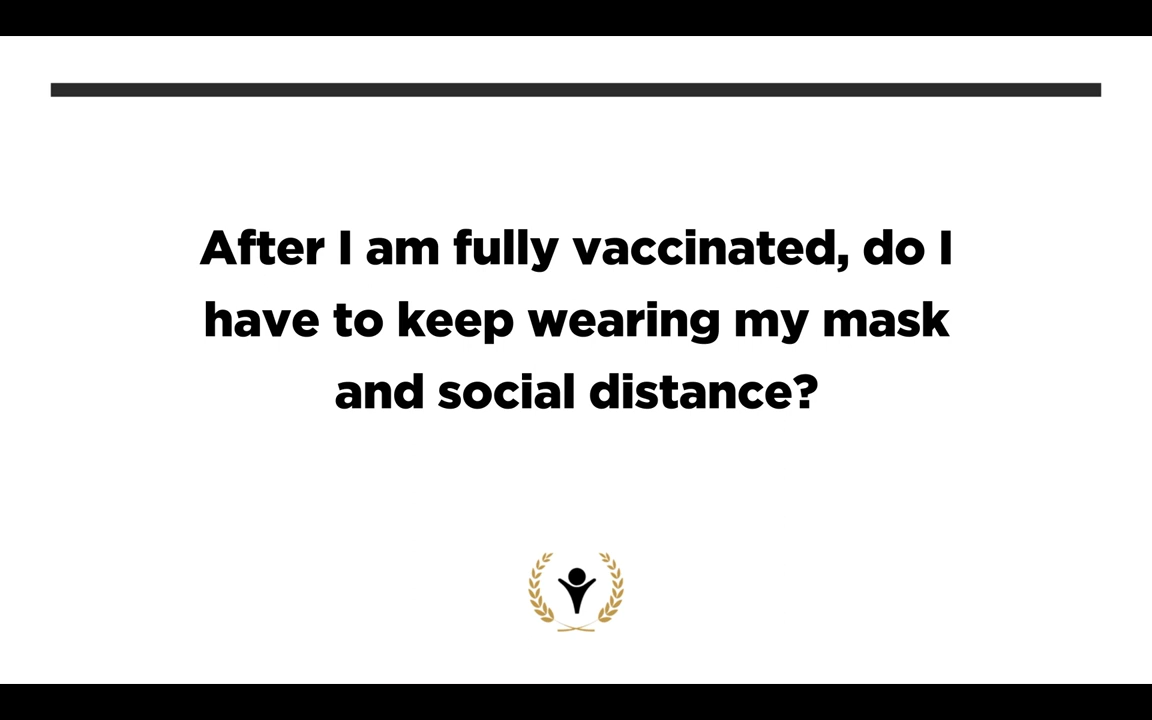 After I am fully vaccinated, do I
have to keep wearing my mask
and social distance?